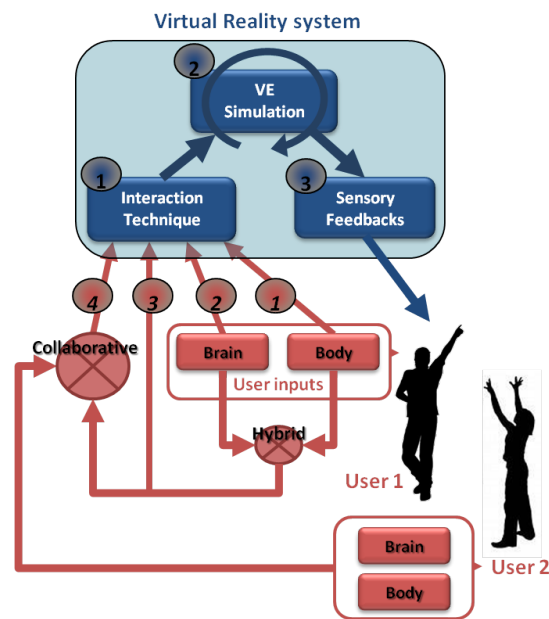 Virtual Reality system
2
VE
Simulation
1
3
Interaction
Technique
Sensory
Feedbacks
4
3
2
1
Collaborative
Brain
Body
User inputs
Hybrid
User 1
Brain
User 2
Body